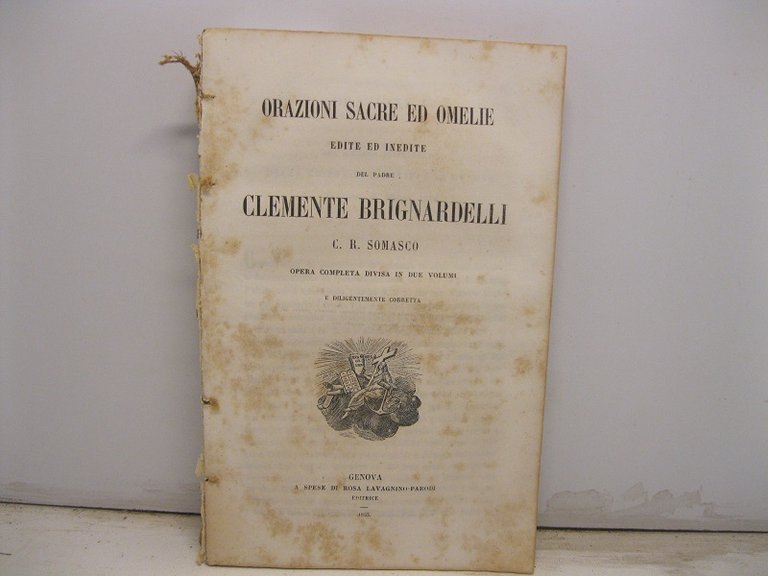 ORAZIONI SACRE ED OMELIE
EDITE ED INEDITE
DEL PADRE
CLEMENTE BRIGNARDELLI
C. R. SOMASCO
OPERA COMPLETA DIVISA IN DUE VOLUMI
E DILIGENTEMENTE CORRETTA
GENOVA
A SPESE DI ROSA LAVAGNINO-PARODI
EDITRICE